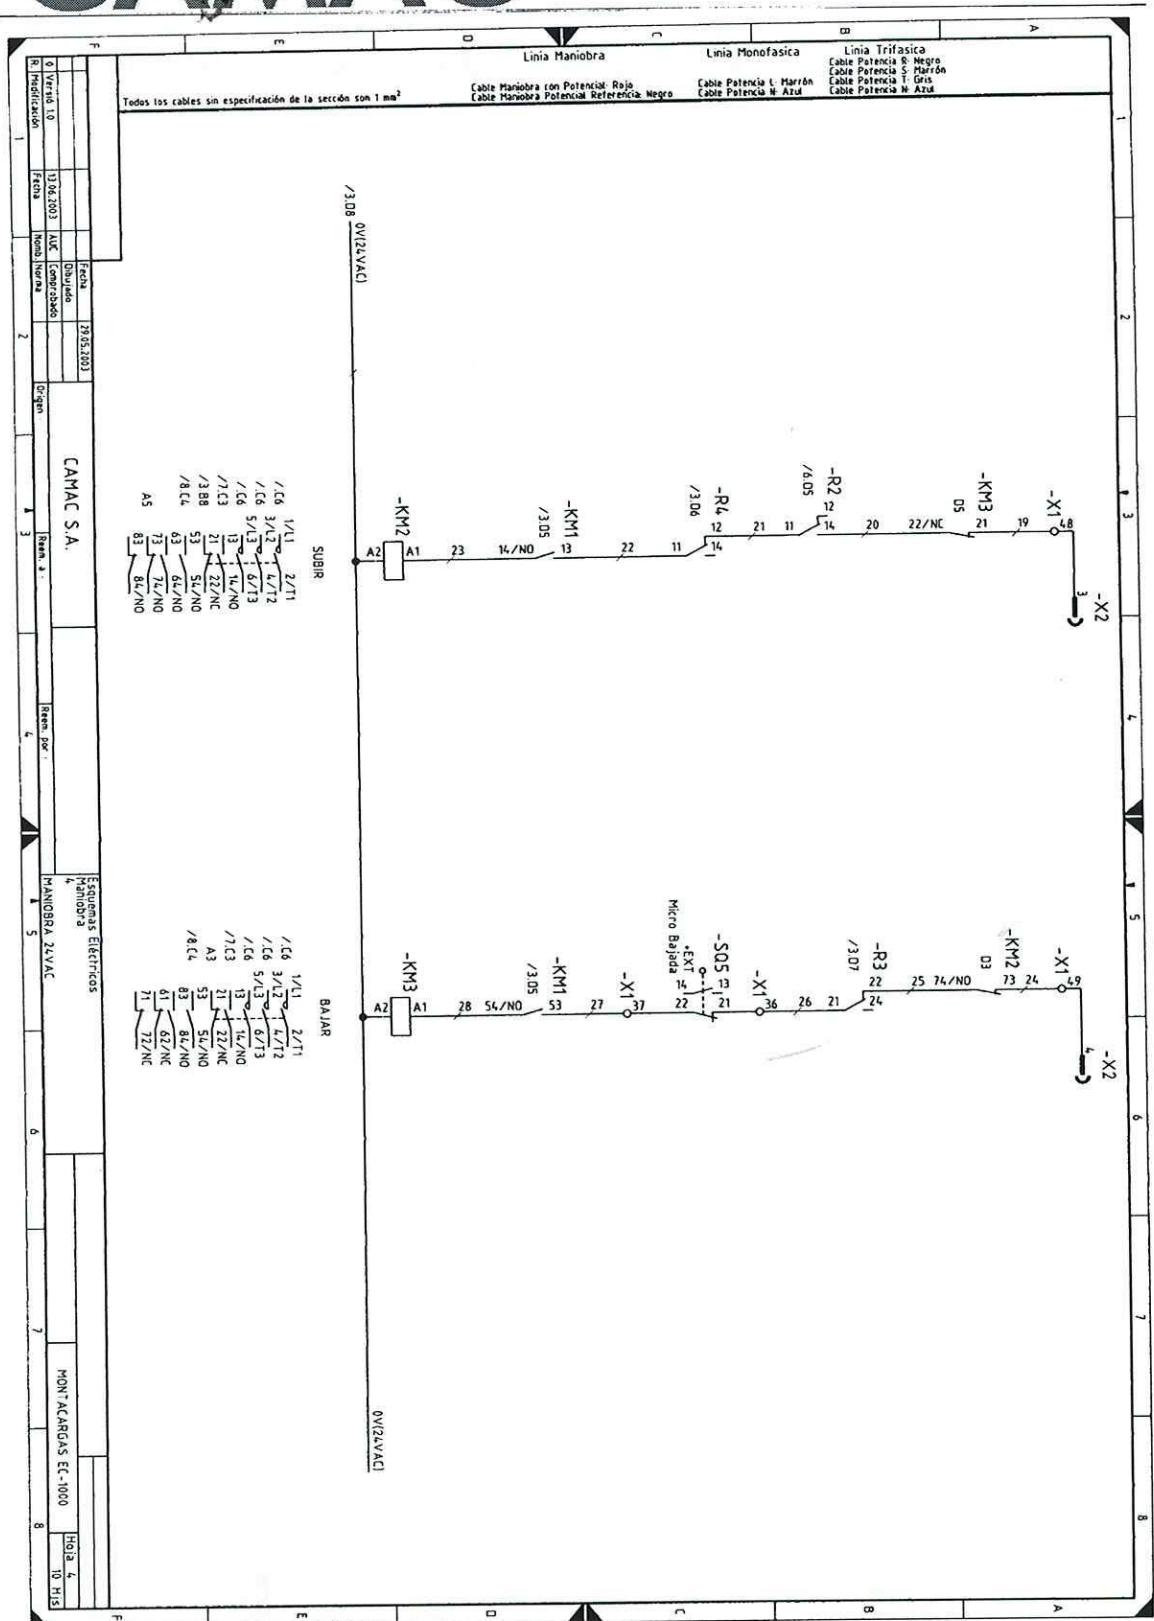 Linia Maniobra
Linia Monofasica
Linia Trifasica
Cable Potencia R: Negro
Cable Potencia S: Marrón
Cable Potencia T: Gris
Cable Potencia N: Azul
Cable Potencia L: Marrón
Cable Potencia N: Azul
Cable Maniobra con Potencial: Rojo
Cable Maniobra Potencial Referencia: Negro
Todos los cables sin especificación de la sección son 1 mm²
A
B
C
D
E
F
1
2
3
4
5
6
7
8
/3.D8
0V(24VAC)
0V(24VAC)
-X2
3
-X1
48
19
-KM3
D5
21
22/NC
20
-R2
/6.D5
12
14
11
21
-R4
/3.D6
12
14
11
22
-KM1
/3.D5
13
14/NO
23
-KM2
A1
A2
SUBIR
1/L1 2/T1
/.C6 3/L2 4/T2
/.C6 5/L3 6/T3
/.C6 13 14/NO
/7.C3 21 22/NC
/3.B8 53 54/NO
/8.C4 63 64/NO
73 74/NO
A5 83 84/NO
-X2
4
-X1
49
24
-KM2
D3
73
74/NO
25
-R3
/3.D7
22
24
21
26
-X1
36
-SQ5
+EXT
Micro Bajada
13
14
21
22
-X1
37
27
-KM1
/3.D5
53
54/NO
28
-KM3
A1
A2
BAJAR
1/L1 2/T1
/.C6 3/L2 4/T2
/.C6 5/L3 6/T3
/.C6 13 14/NO
/7.C3 21 22/NC
A3 53 54/NO
/8.C4 83 84/NO
61 62/NC
71 72/NC
Fecha 29.05.2003
Dibujado
Comprobado
0 Versió 1.0 13.06.2003 AUC
R. Modificación Fecha Nomb. Norma
CAMAC S.A.
Origen
Reem. a :
Reem. por :
Esquemas Eléctricos
Maniobra
4
MANIOBRA 24VAC
MONTACARGAS EC-1000
Hoja 4
10 Hjs